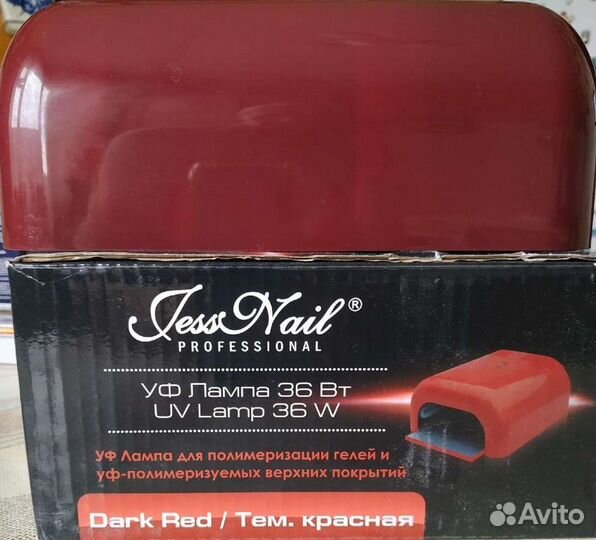 JessNail®
PROFESSIONAL
УФ Лампа 36 Вт
UV Lamp 36 W
УФ Лампа для полимеризации гелей и
уф-полимеризуемых верхних покрытий
Dark Red / Тем. красная
Avito